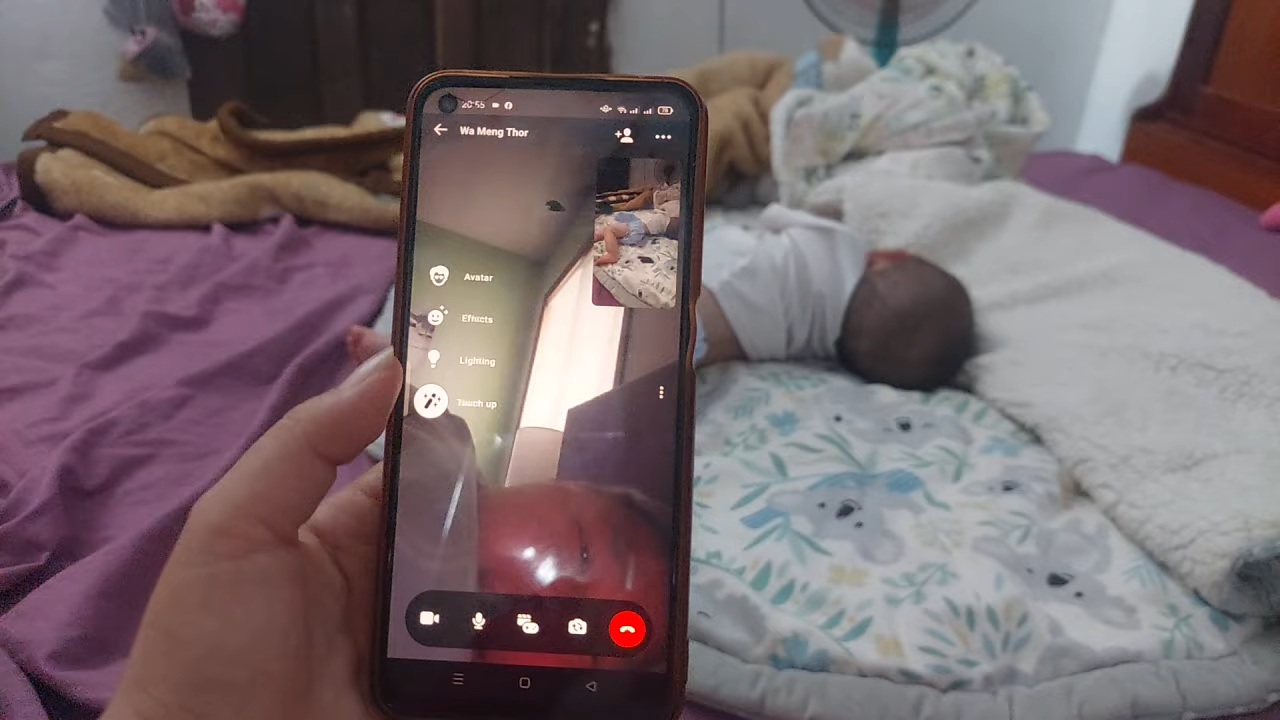 20:55
Wa Meng Thor
Avatar
Effects
Lighting
Touch up